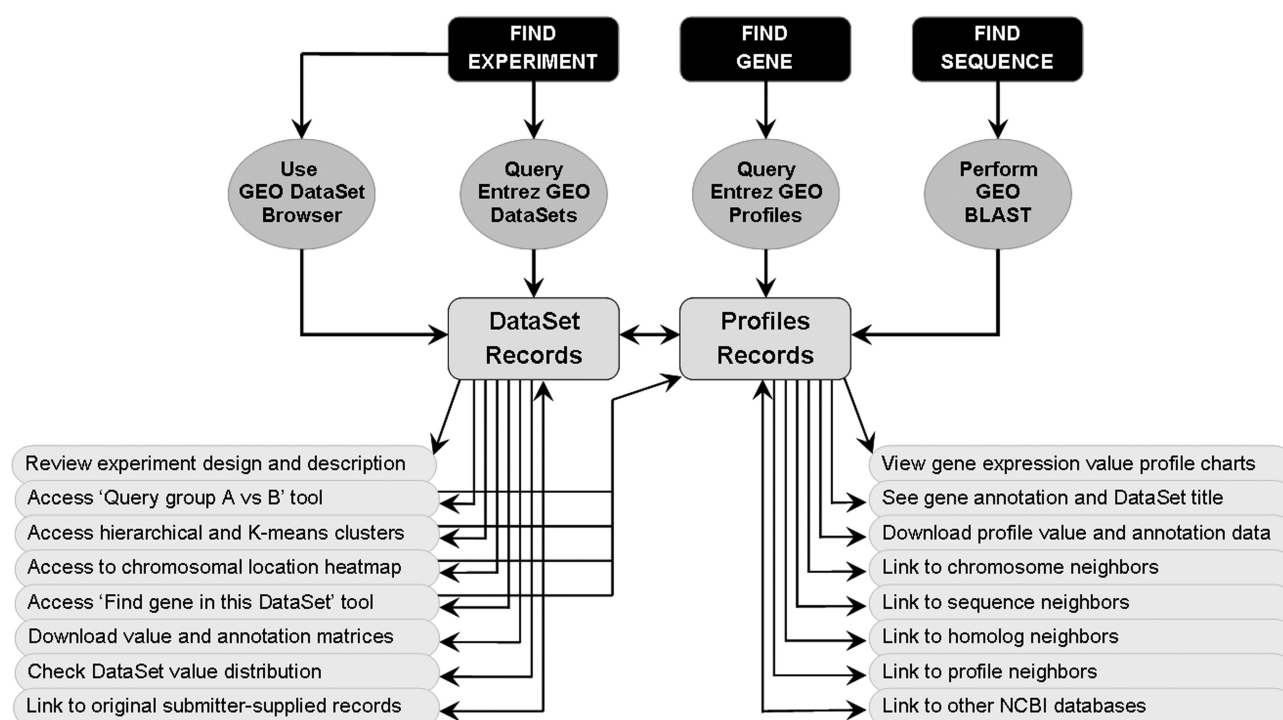 FIND
EXPERIMENT
FIND
GENE
FIND
SEQUENCE
Use
GEO DataSet
Browser
Query
Entrez GEO
DataSets
Query
Entrez GEO
Profiles
Perform
GEO
BLAST
DataSet
Records
Profiles
Records
Review experiment design and description
Access ‘Query group A vs B’ tool
Access hierarchical and K-means clusters
Access to chromosomal location heatmap
Access ‘Find gene in this DataSet’ tool
Download value and annotation matrices
Check DataSet value distribution
Link to original submitter-supplied records
View gene expression value profile charts
See gene annotation and DataSet title
Download profile value and annotation data
Link to chromosome neighbors
Link to sequence neighbors
Link to homolog neighbors
Link to profile neighbors
Link to other NCBI databases